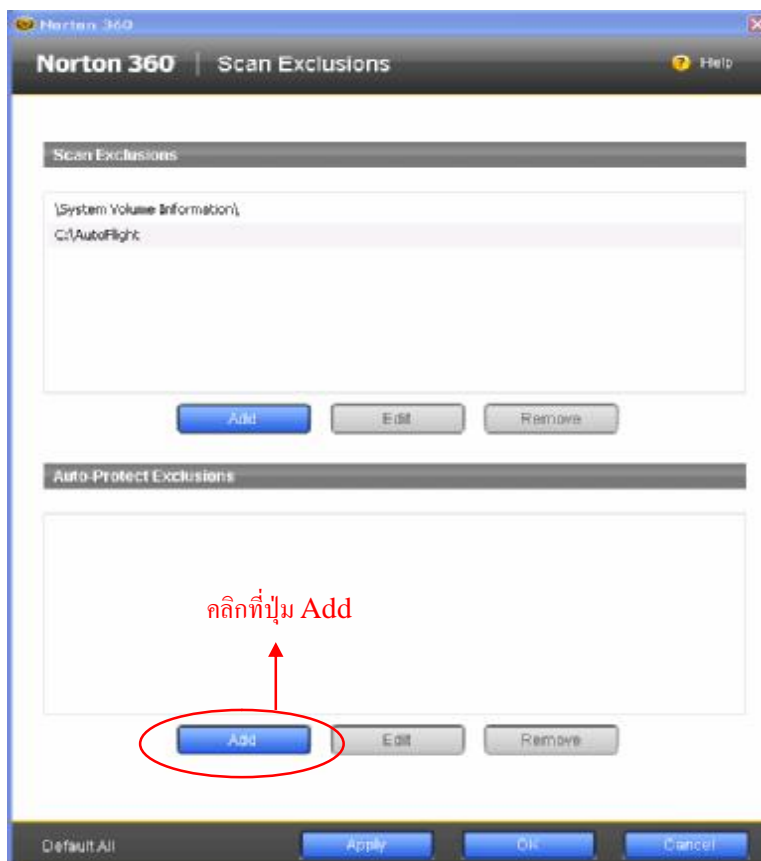 Norton 360
Norton 360 | Scan Exclusions
Help
Scan Exclusions
\System Volume Information\
C:\AutoFlight
Add Edit Remove
Auto-Protect Exclusions
คลิกที่ปุ่ม Add
Add Edit Remove
Default All Apply OK Cancel